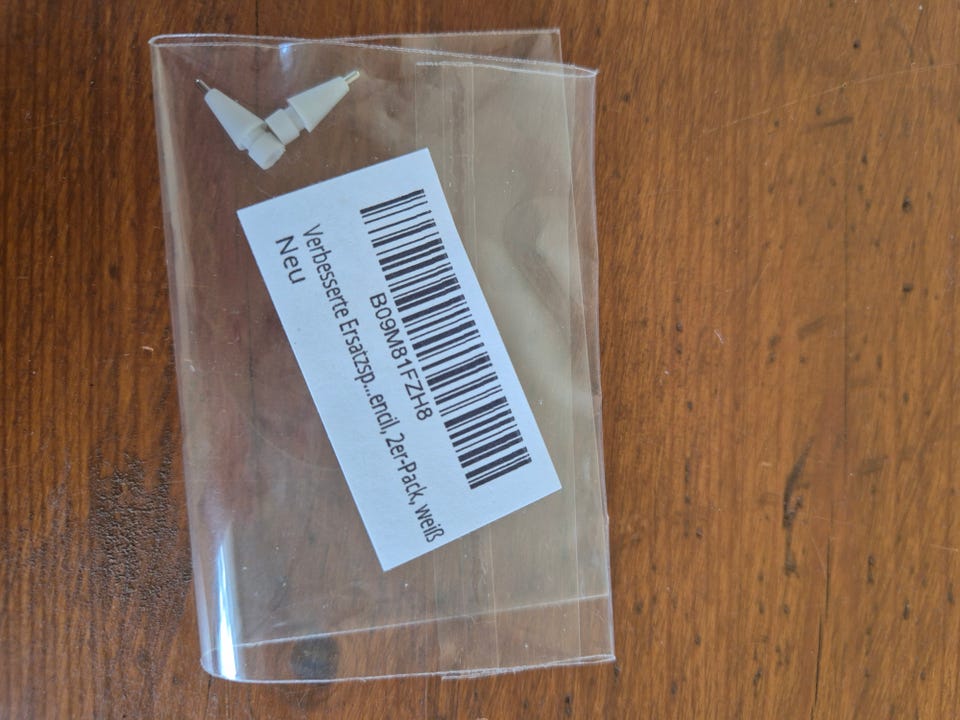 B09M81FZH8
Verbesserte Ersatzsp...encil, 2er-Pack, weiß
Neu